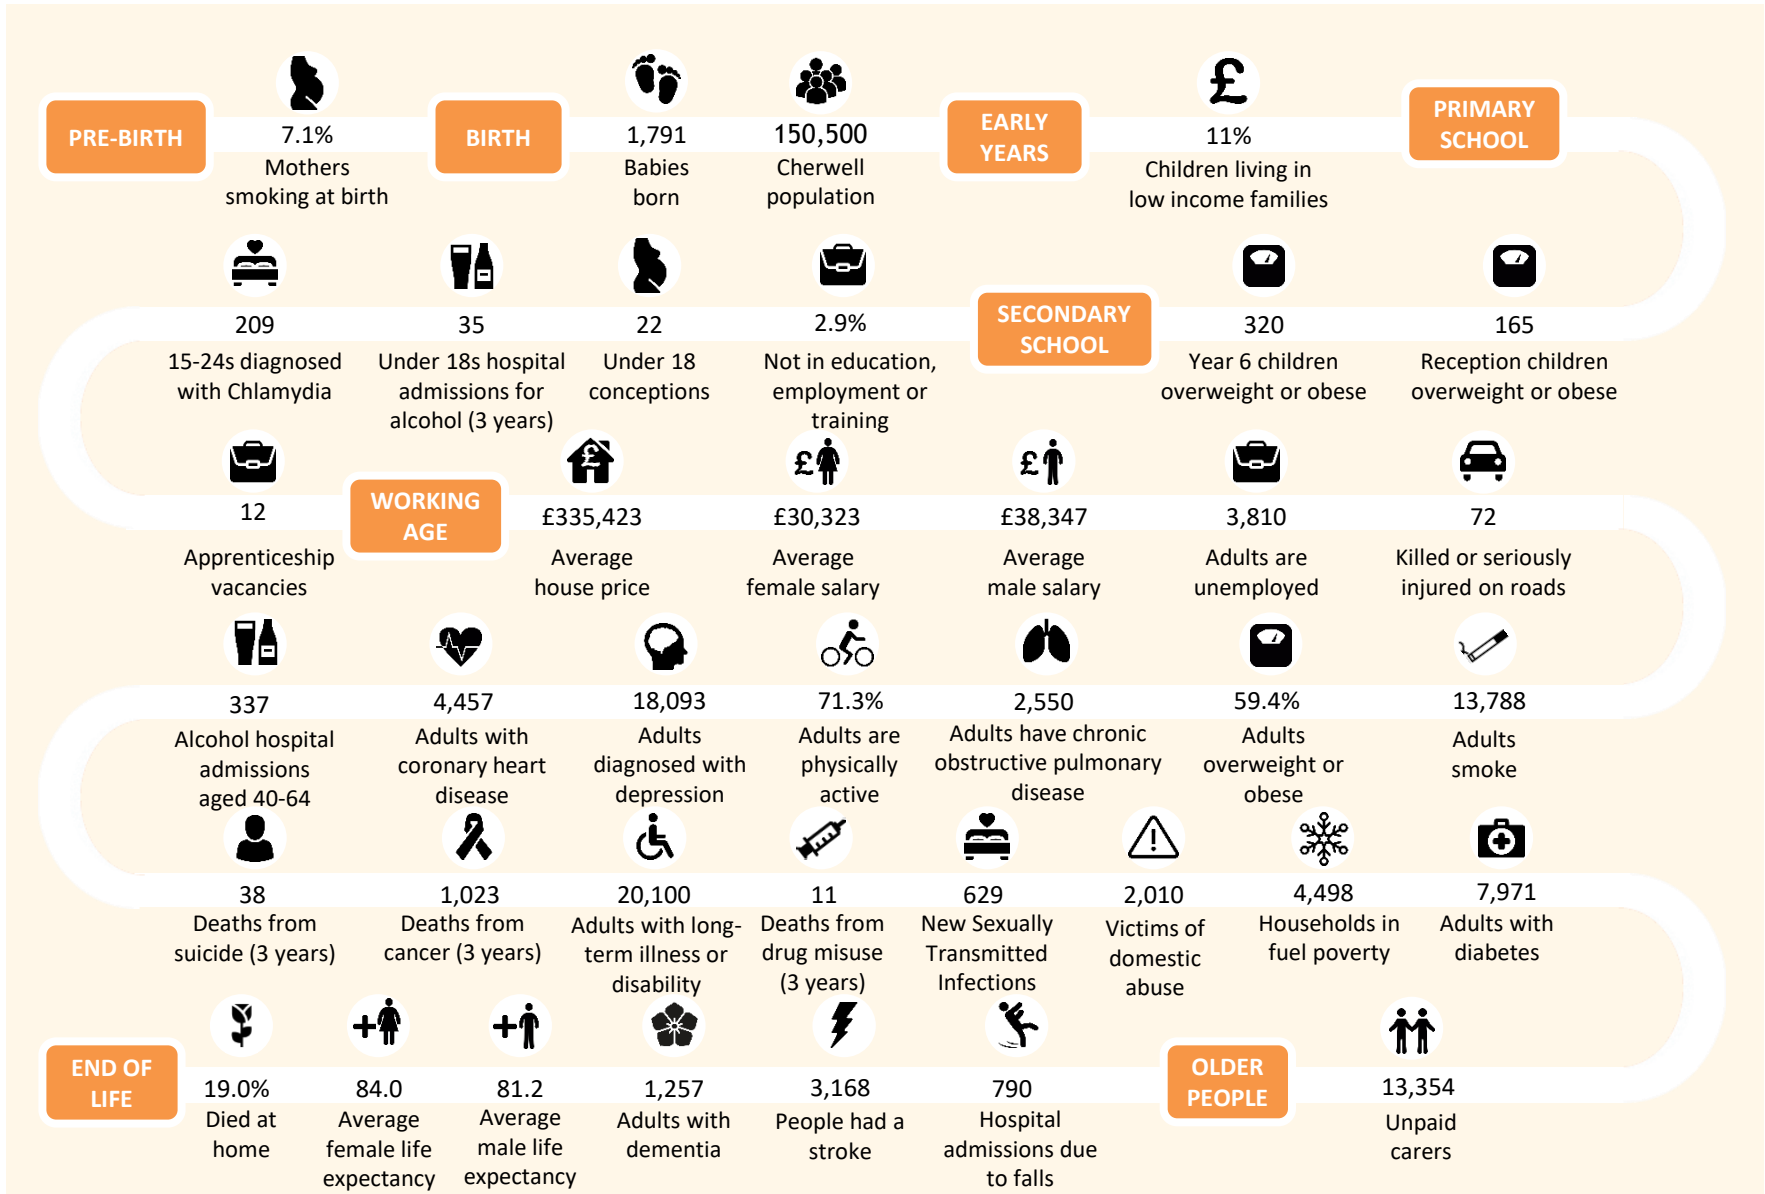 PRE-BIRTH
7.1%
Mothers
smoking at birth
BIRTH
1,791
Babies
born
150,500
Cherwell
population
EARLY
YEARS
£
11%
Children living in
low income families
PRIMARY
SCHOOL
165
Reception children
overweight or obese
320
Year 6 children
overweight or obese
SECONDARY
SCHOOL
2.9%
Not in education,
employment or
training
22
Under 18
conceptions
35
Under 18s hospital
admissions for
alcohol (3 years)
209
15-24s diagnosed
with Chlamydia
12
Apprenticeship
vacancies
WORKING
AGE
£
£335,423
Average
house price
£
£30,323
Average
female salary
£
£38,347
Average
male salary
3,810
Adults are
unemployed
72
Killed or seriously
injured on roads
13,788
Adults
smoke
59.4%
Adults
overweight or
obese
2,550
Adults have chronic
obstructive pulmonary
disease
71.3%
Adults are
physically
active
18,093
Adults
diagnosed with
depression
4,457
Adults with
coronary heart
disease
337
Alcohol hospital
admissions
aged 40-64
38
Deaths from
suicide (3 years)
1,023
Deaths from
cancer (3 years)
20,100
Adults with long-
term illness or
disability
11
Deaths from
drug misuse
(3 years)
629
New Sexually
Transmitted
Infections
2,010
Victims of
domestic
abuse
4,498
Households in
fuel poverty
7,971
Adults with
diabetes
13,354
Unpaid
carers
OLDER
PEOPLE
790
Hospital
admissions due
to falls
3,168
People had a
stroke
1,257
Adults with
dementia
81.2
Average
male life
expectancy
84.0
Average
female life
expectancy
19.0%
Died at
home
END OF
LIFE